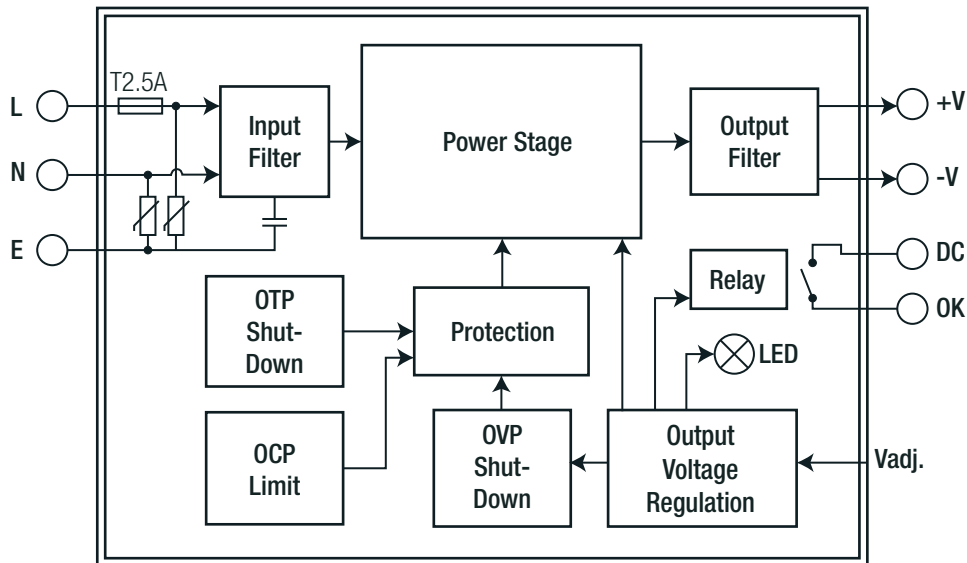 T2.5A
L
N
E
Input
Filter
Power Stage
Output
Filter
+V
-V
DC
OK
Relay
LED
OTP
Shut-
Down
Protection
OCP
Limit
OVP
Shut-
Down
Output
Voltage
Regulation
Vadj.